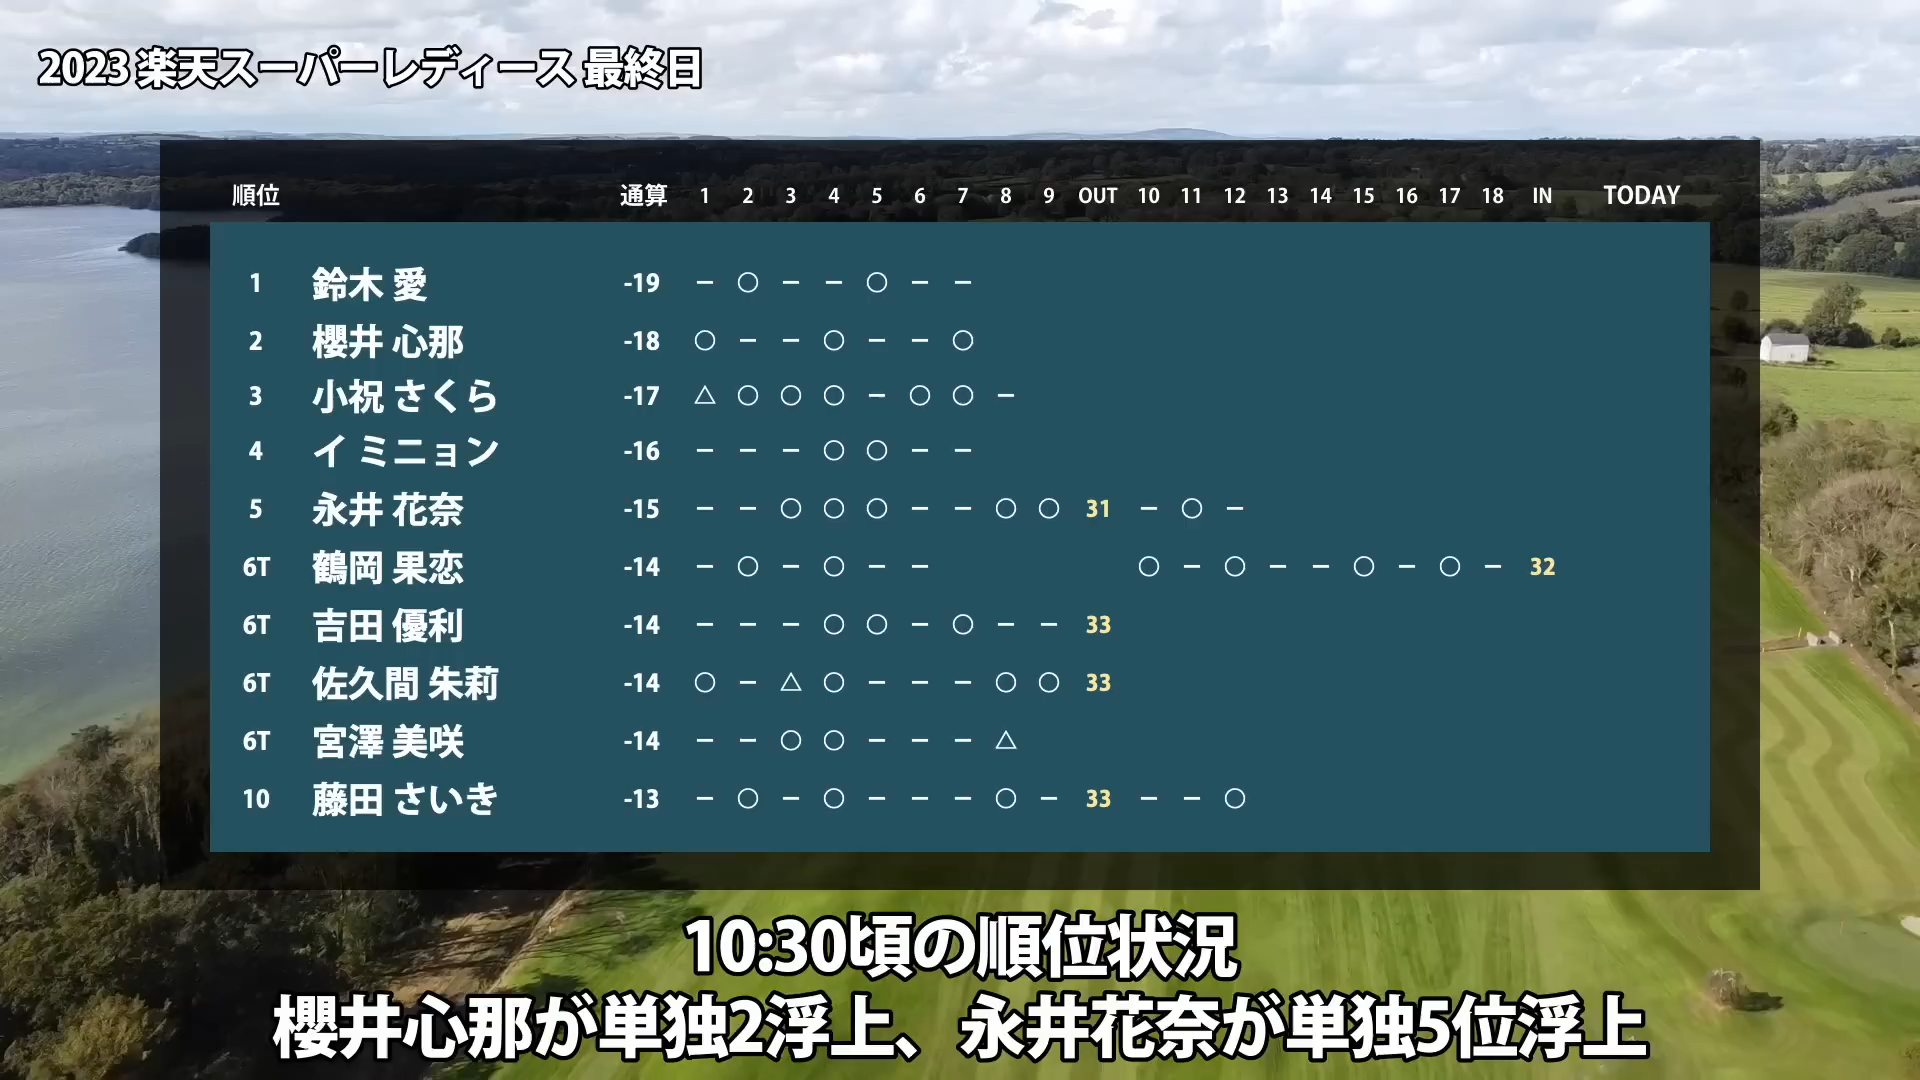 2023 楽天スーパーレディース 最終日
順位 通算 1 2 3 4 5 6 7 8 9 OUT 10 11 12 13 14 15 16 17 18 IN TODAY
1 鈴木 愛 -19 – ○ – – ○ – –
2 櫻井 心那 -18 ○ – – ○ – – ○
3 小祝 さくら -17 △ ○ ○ ○ – ○ ○ –
4 イ ミニョン -16 – – – ○ ○ – –
5 永井 花奈 -15 – – ○ ○ ○ – – ○ ○ 31 – ○ –
6T 鶴岡 果恋 -14 – ○ – ○ – – ○ – ○ – – ○ – ○ – 32
6T 吉田 優利 -14 – – – ○ ○ – ○ – – 33
6T 佐久間 朱莉 -14 ○ – △ ○ – – – ○ ○ 33
6T 宮澤 美咲 -14 – – ○ ○ – – – △
10 藤田 さいき -13 – ○ – ○ – – – ○ – 33 – – ○
10:30頃の順位状況
櫻井心那が単独2浮上、永井花奈が単独5位浮上